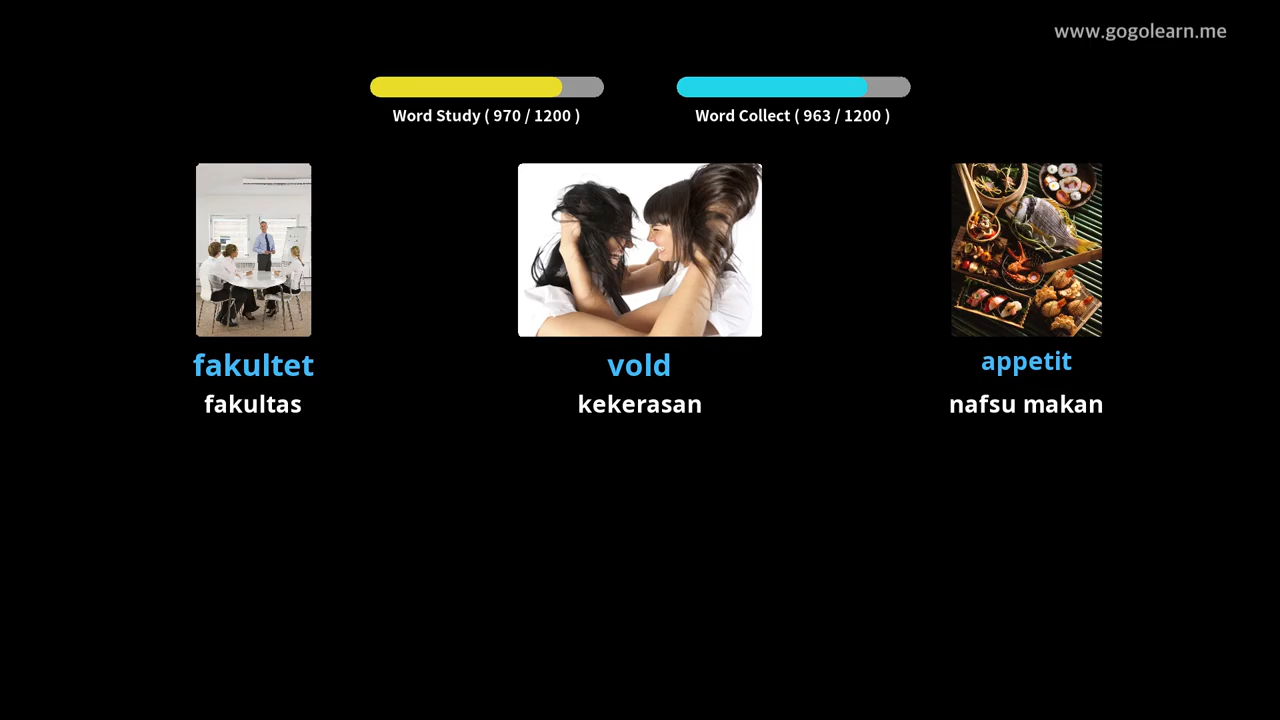 www.gogolearn.me
Word Study ( 970 / 1200 )
Word Collect ( 963 / 1200 )
fakultet
vold
appetit
fakultas
kekerasan
nafsu makan